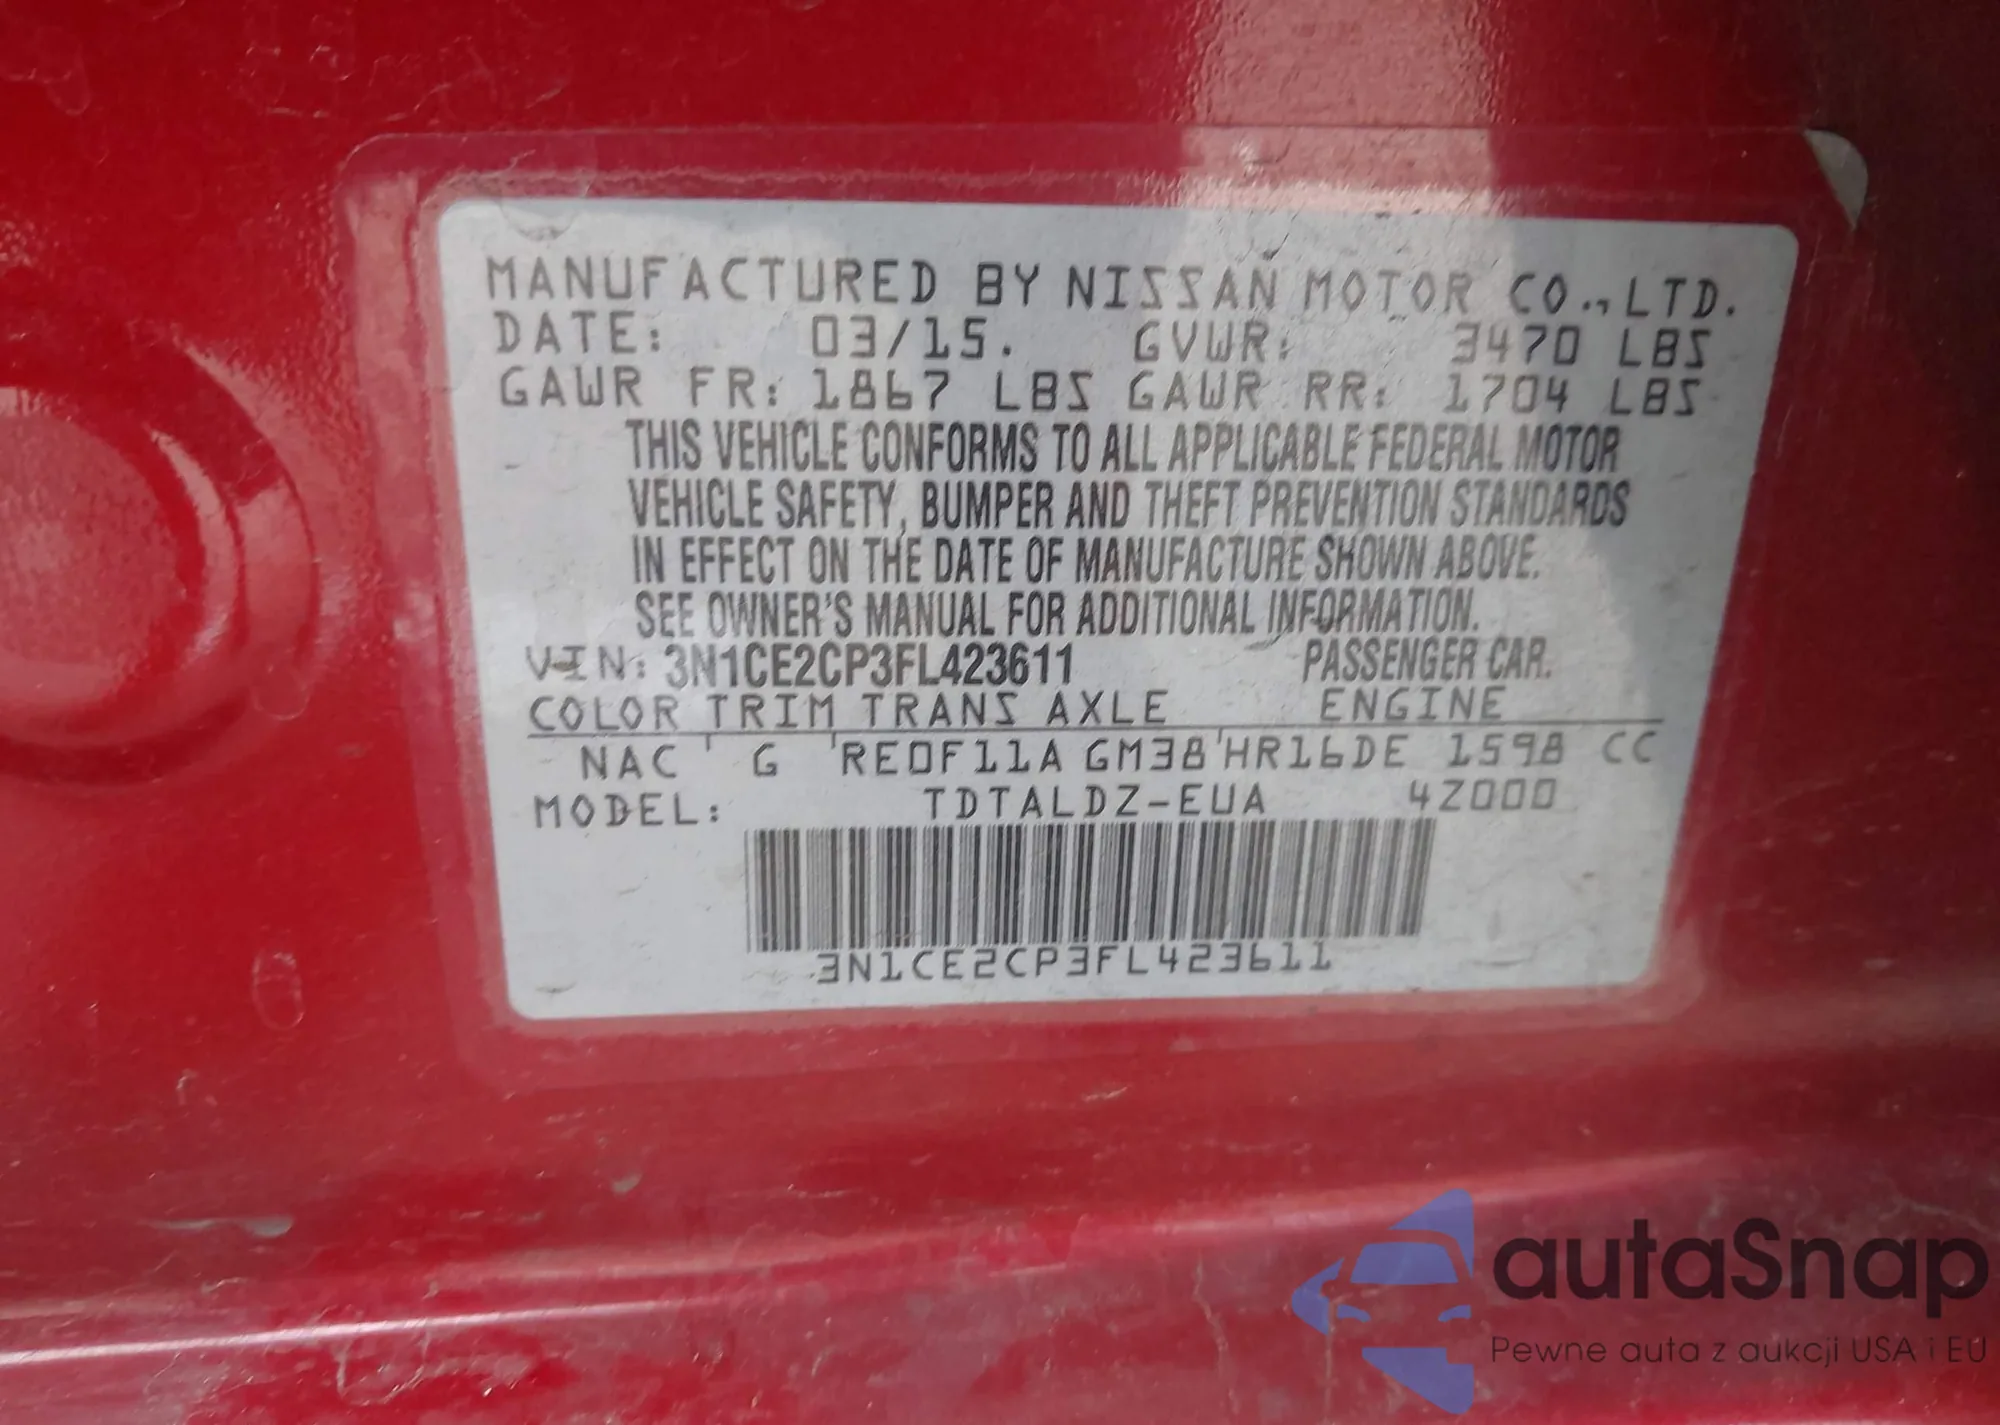 MANUFACTURED BY NISSAN MOTOR CO.,LTD.
DATE: 03/15. GVWR: 3470 LBS
GAWR FR: 1867 LBS GAWR RR: 1704 LBS
THIS VEHICLE CONFORMS TO ALL APPLICABLE FEDERAL MOTOR
VEHICLE SAFETY, BUMPER AND THEFT PREVENTION STANDARDS
IN EFFECT ON THE DATE OF MANUFACTURE SHOWN ABOVE.
SEE OWNER'S MANUAL FOR ADDITIONAL INFORMATION.
VIN: 3N1CE2CP3FL423611 PASSENGER CAR.
COLOR TRIM TRANS AXLE ENGINE
NAC ' G 'RE0F11A GM38'HR16DE 1598 CC
MODEL: TDTALDZ-EUA 4Z000
3N1CE2CP3FL423611
autaSnap
Pewne auta z aukcji USA i EU